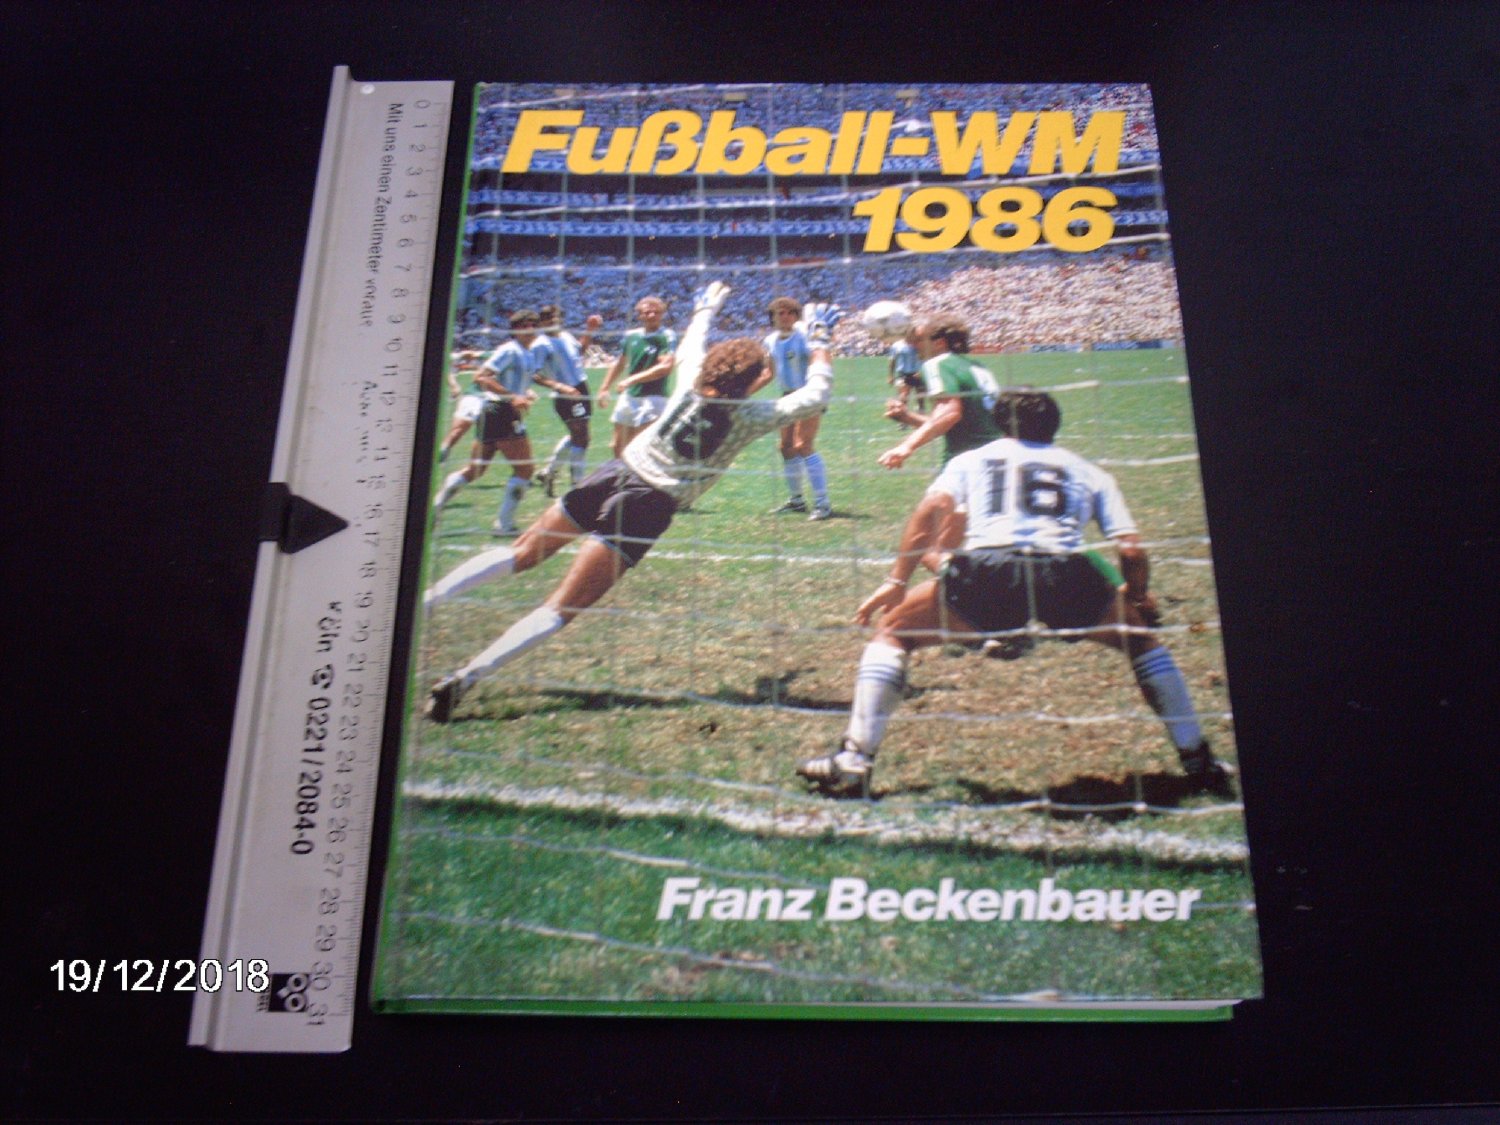 Fußball-WM
1986
16
Franz Beckenbauer
Mit uns einen Zentimeter voraus
0 1 2 3 4 5 6 7 8 9 10 11 12 13 14 15 16 17 18 19 20 21 22 23 24 25 26 27 28 29 30 31
Köln ✆ 0221/2084-0
19/12/2018